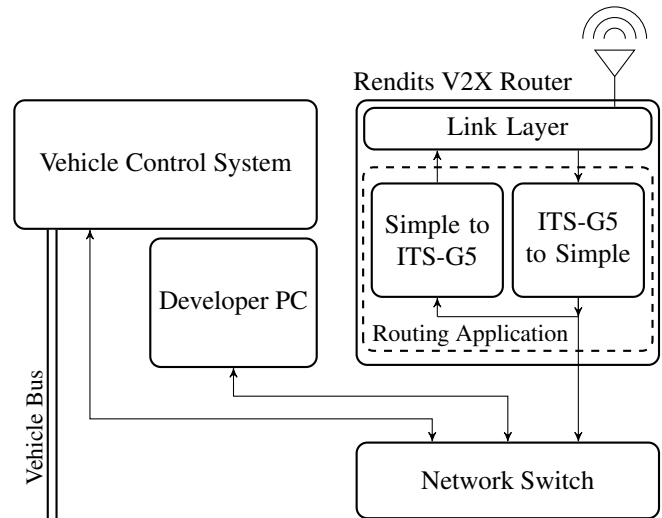 Rendits V2X Router
Link Layer
Vehicle Control System
Simple to
ITS-G5
ITS-G5
to Simple
Developer PC
Routing Application
Vehicle Bus
Network Switch